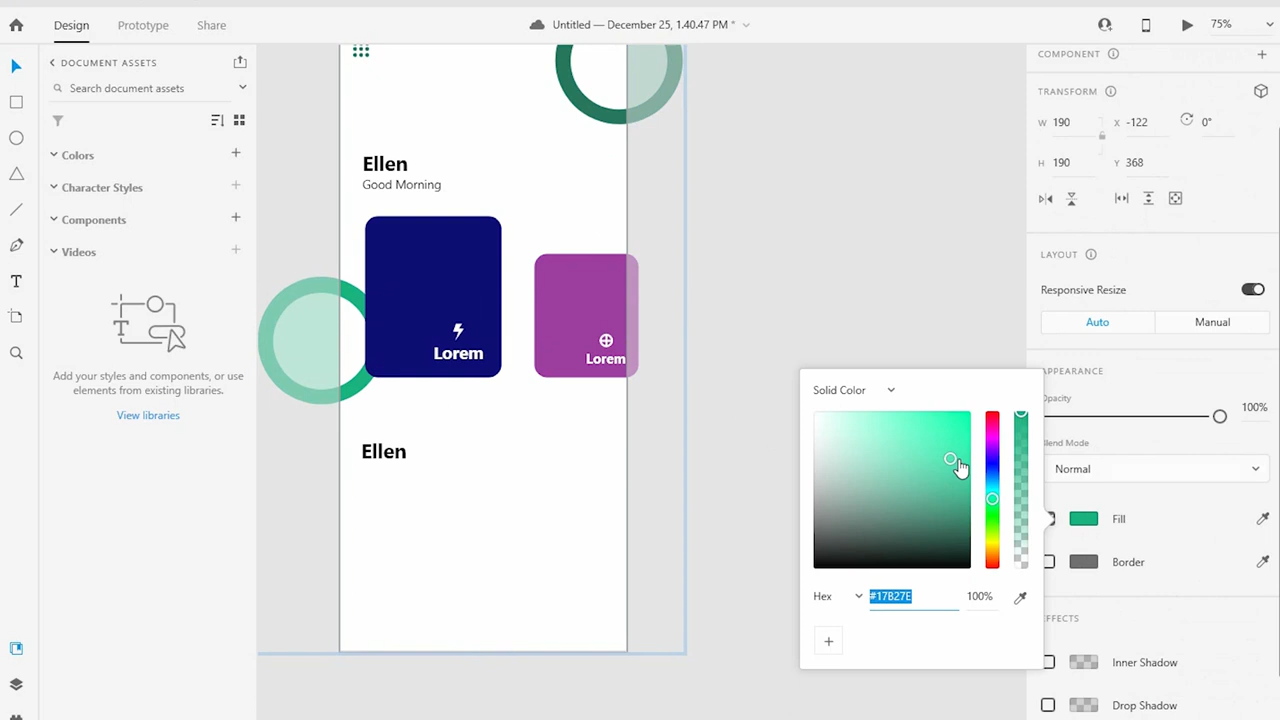 Design
Prototype
Share
Untitled — December 25, 1.40.47 PM *
75%
DOCUMENT ASSETS
Search document assets
Colors
Character Styles
Components
Videos
Add your styles and components, or use
elements from existing libraries.
View libraries
Ellen
Good Morning
Lorem
Lorem
Ellen
COMPONENT
TRANSFORM
W 190 X -122 0°
H 190 Y 368
LAYOUT
Responsive Resize
Auto Manual
APPEARANCE
Opacity
100%
Blend Mode
Normal
Fill
Border
EFFECTS
Inner Shadow
Drop Shadow
Solid Color
Hex #17B27E 100%